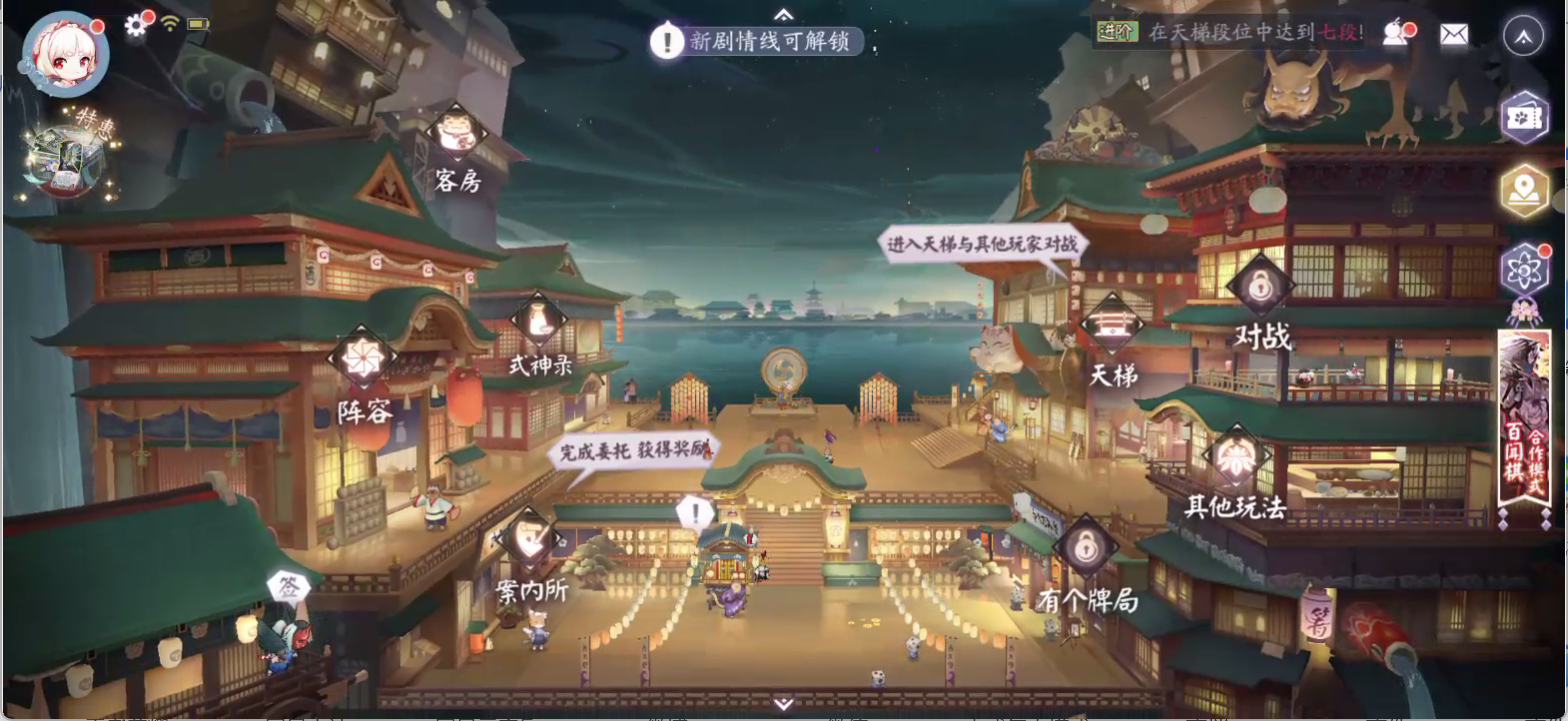 新剧情线可解锁
进阶 在天梯段位中达到七段!
特惠
客房
进入天梯与其他玩家对战
对战
式神录
天梯
阵容
完成委托 获得奖励
百闻棋
合作模式
其他玩法
案内所
有个牌局
签